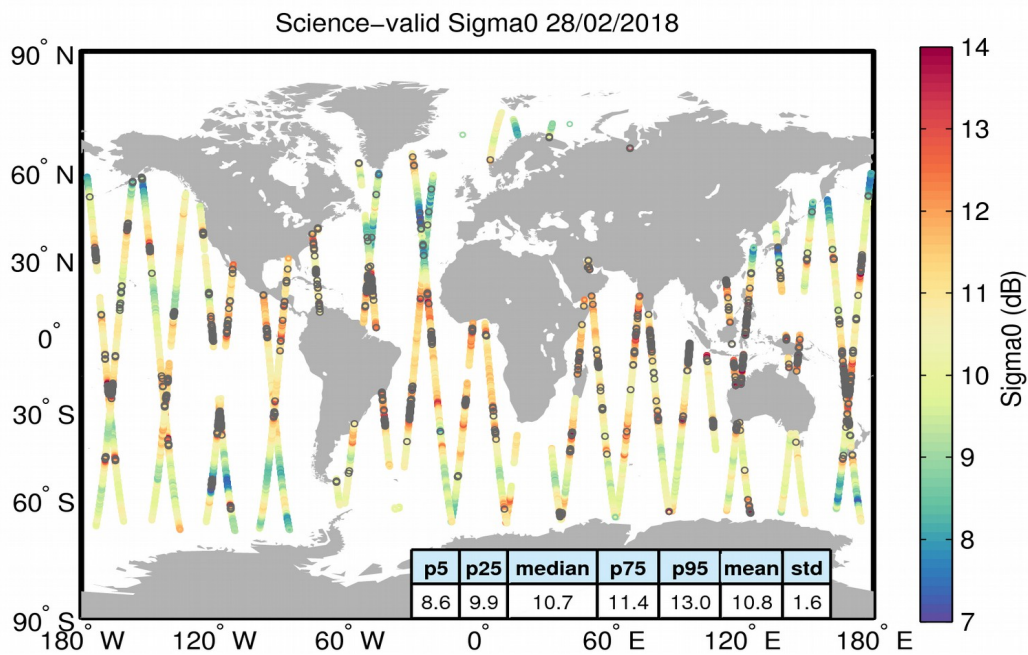 Science-valid Sigma0 28/02/2018
90° N
60° N
30° N
0°
30° S
60° S
90° S
180° W
120° W
60° W
0°
60° E
120° E
180° E
p5 p25 median p75 p95 mean std
8.6 9.9 10.7 11.4 13.0 10.8 1.6
14
13
12
11
10
9
8
7
Sigma0 (dB)